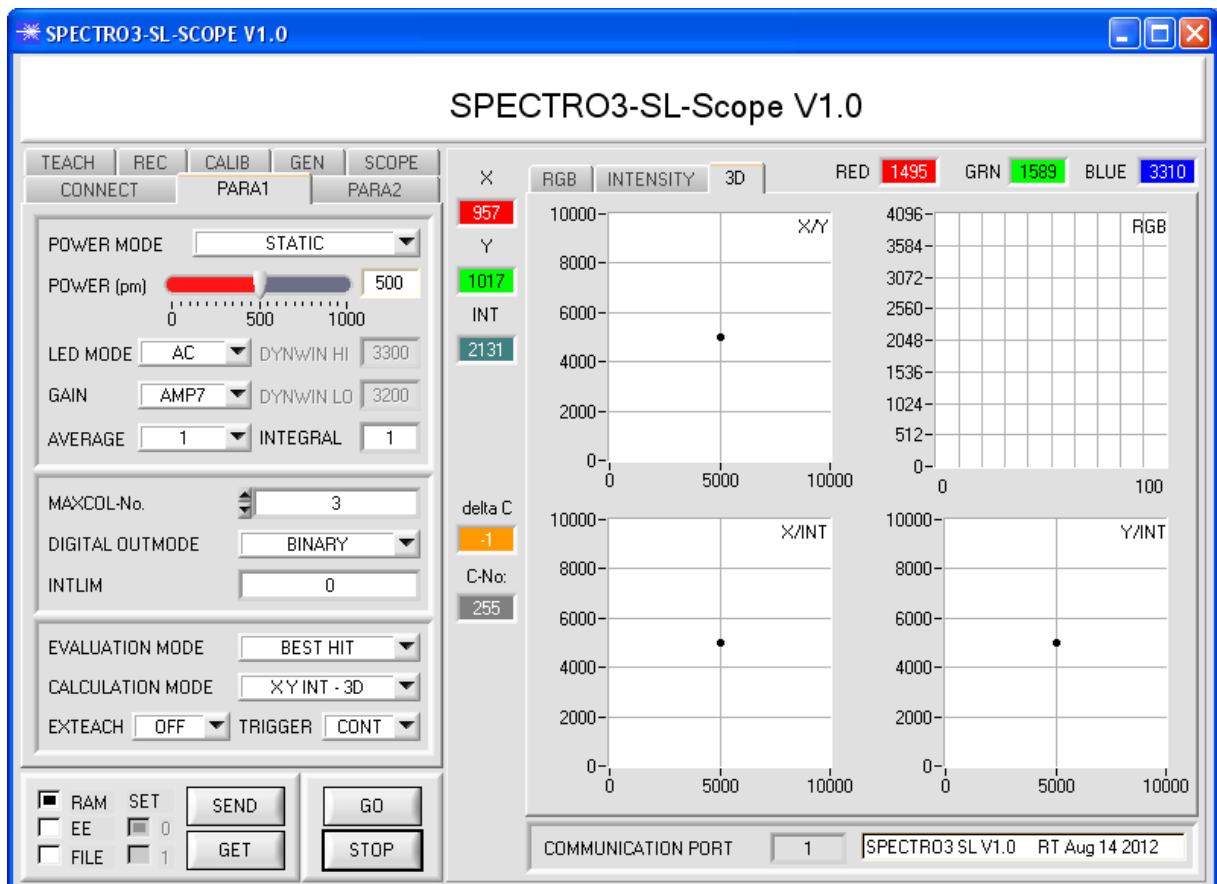 SPECTRO3-SL-SCOPE V1.0
SPECTRO3-SL-Scope V1.0
TEACH REC CALIB GEN SCOPE
CONNECT PARA1 PARA2
POWER MODE STATIC
POWER (pm) 500
0 500 1000
LED MODE AC DYNWIN HI 3300
GAIN AMP7 DYNWIN LO 3200
AVERAGE 1 INTEGRAL 1
MAXCOL-No. 3
DIGITAL OUTMODE BINARY
INTLIM 0
EVALUATION MODE BEST HIT
CALCULATION MODE X Y INT - 3D
EXTEACH OFF TRIGGER CONT
RAM SET SEND GO
EE 0
FILE 1 GET STOP
X
957
Y
1017
INT
2131
delta C
-1
C-No:
255
RGB INTENSITY 3D RED 1495 GRN 1589 BLUE 3310
X/Y
10000
8000
6000
4000
2000
0
0 5000 10000
RGB
4096
3584
3072
2560
2048
1536
1024
512
0
0 100
X/INT
10000
8000
6000
4000
2000
0
0 5000 10000
Y/INT
10000
8000
6000
4000
2000
0
0 5000 10000
COMMUNICATION PORT 1 SPECTRO3 SL V1.0 RT Aug 14 2012